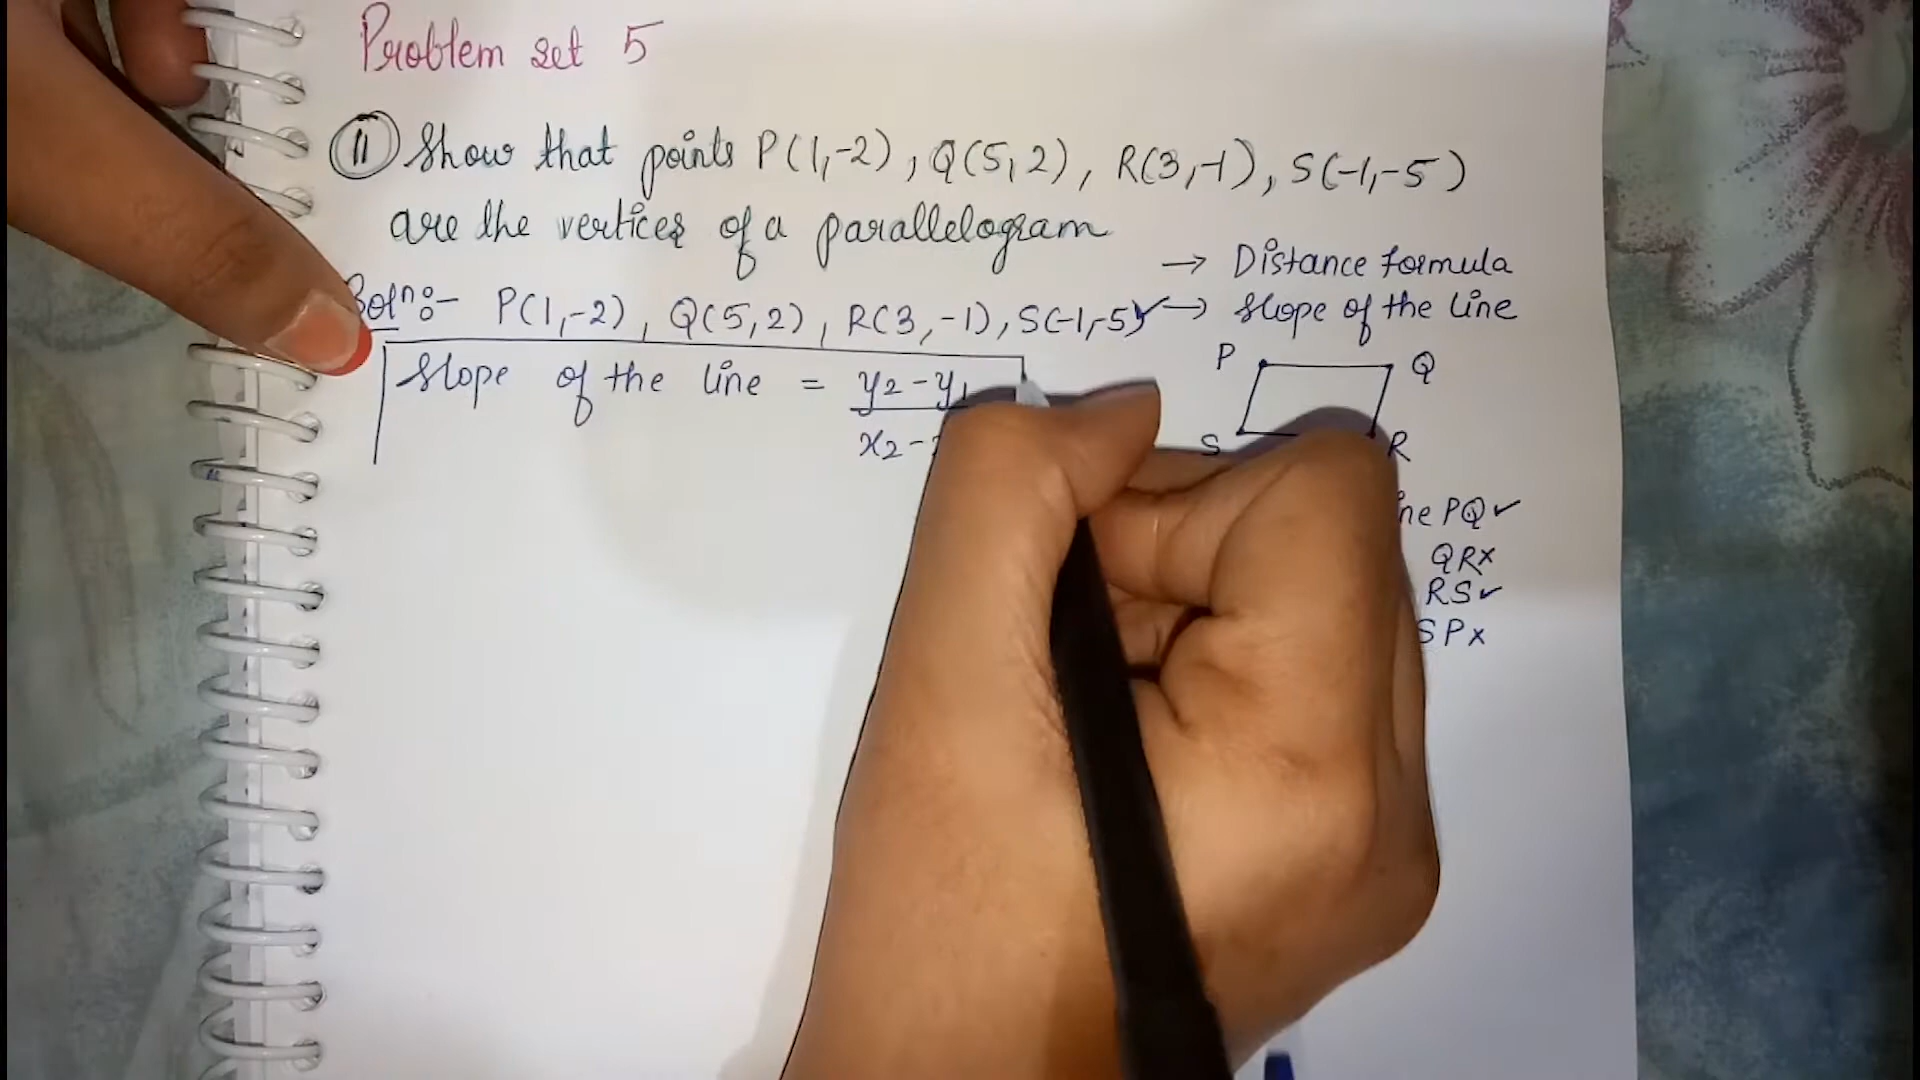 Problem set 5
11 Show that points P(1,-2), Q(5,2), R(3,-1), S(-1,-5)
are the vertices of a parallelogram
→ Distance formula
Soln:- P(1,-2), Q(5,2), R(3,-1), S(-1,-5) ✓→ Slope of the line
P Q
Slope of the line = y2-y1
x2-
S R
PQ✓
QR×
RS✓
SP×